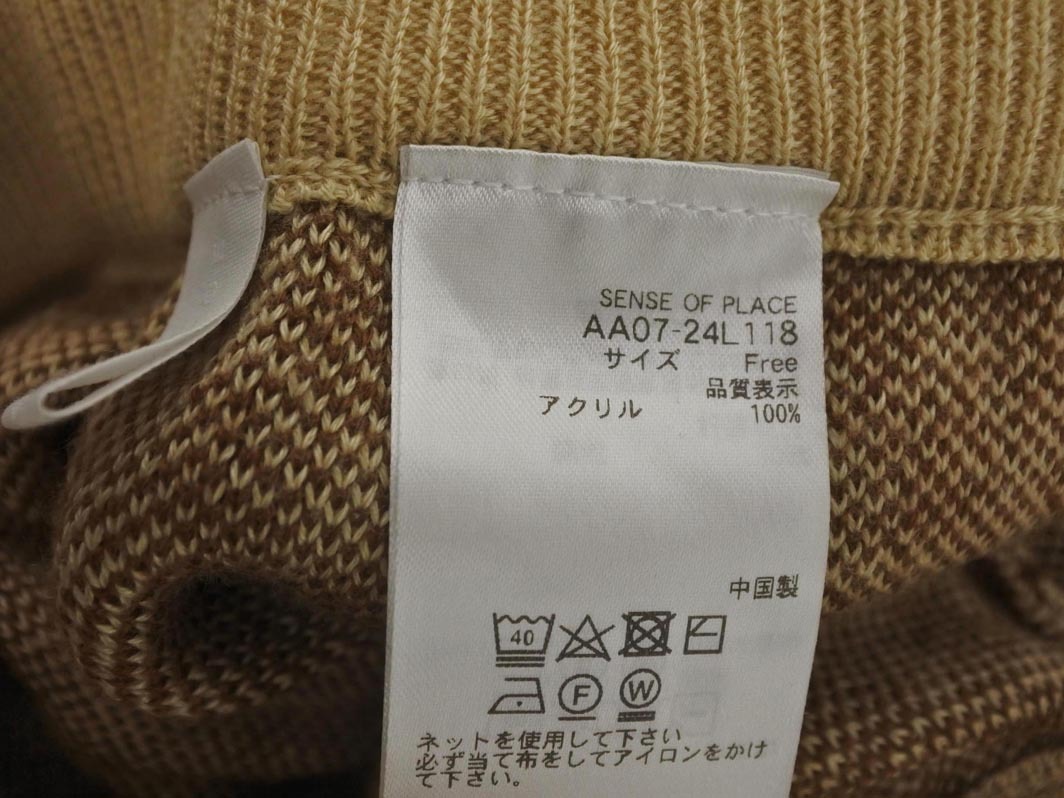 SENSE OF PLACE
AA07-24L118
サイズ Free
品質表示
アクリル 100%
中国製
40
F W
ネットを使用して下さい
必ず当て布をしてアイロンをかけ
て下さい。